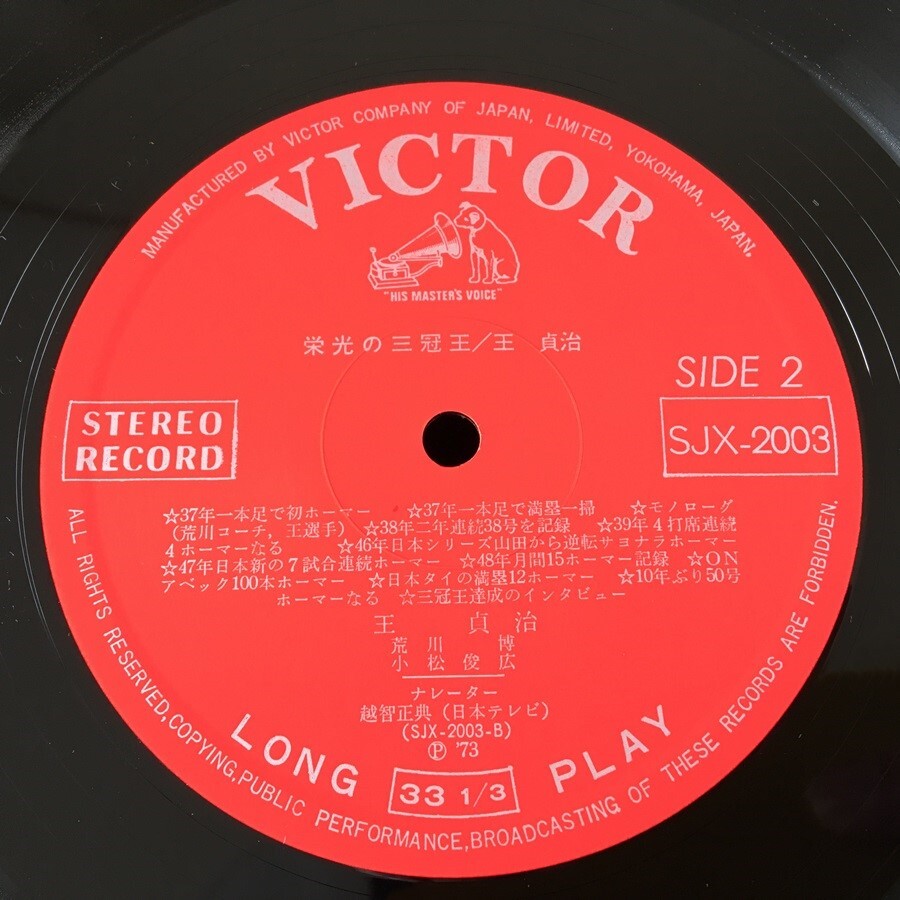 MANUFACTURED BY VICTOR COMPANY OF JAPAN, LIMITED, YOKOHAMA, JAPAN.
VICTOR
"HIS MASTER'S VOICE"
栄光の三冠王／王　貞治
SIDE 2
STEREO
RECORD
SJX-2003
☆37年一本足で初ホーマー　☆37年一本足で満塁一掃　☆モノローグ
(荒川コーチ，王選手)　☆38年二年連続38号を記録　☆39年4打席連続
4ホーマーなる　☆46年日本シリーズ山田から逆転サヨナラホーマー
☆47年日本新の7試合連続ホーマー　☆48年月間15ホーマー記録　☆ON
アベック100本ホーマー　☆日本タイの満塁12ホーマー　☆10年ぶり50号
ホーマーなる　☆三冠王達成のインタビュー
王　貞治
荒川　博
小松俊広
ナレーター
越智正典(日本テレビ)
(SJX-2003-B)
Ⓟ '73
LONG 33 1/3 PLAY
ALL RIGHTS RESERVED,COPYING,PUBLIC PERFORMANCE,BROADCASTING OF THESE RECORDS ARE FORBIDDEN.